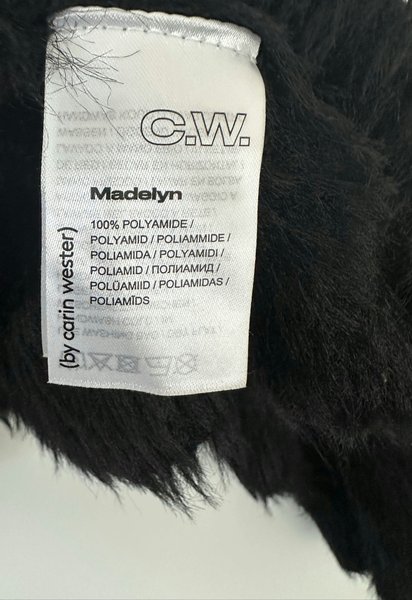 C.W.
Madelyn
100% POLYAMIDE /
POLYAMID / POLIAMMIDE /
POLIAMIDA / POLYAMIDI /
POLIAMID / ПОЛИАМИД /
POLÜAMIID / POLIAMIDAS /
POLIAMĪDS
(by carin wester)